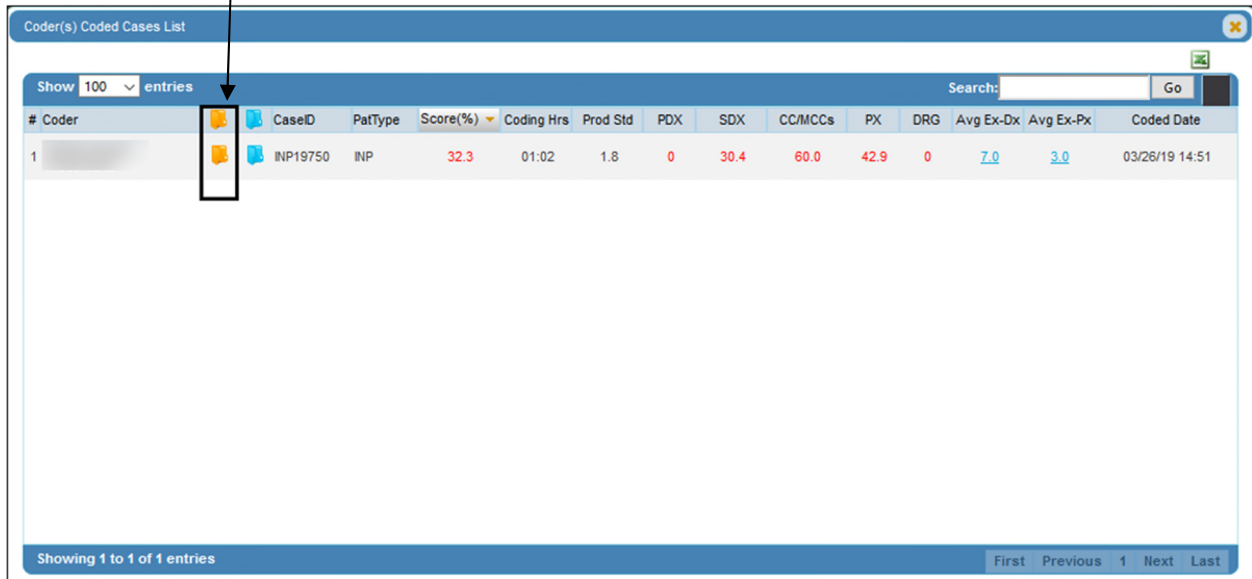 Coder(s) Coded Cases List
Show 100 entries Search: Go
# Coder CaseID PatType Score(%) Coding Hrs Prod Std PDX SDX CC/MCCs PX DRG Avg Ex-Dx Avg Ex-Px Coded Date
1 INP19750 INP 32.3 01:02 1.8 0 30.4 60.0 42.9 0 7.0 3.0 03/26/19 14:51
Showing 1 to 1 of 1 entries First Previous 1 Next Last